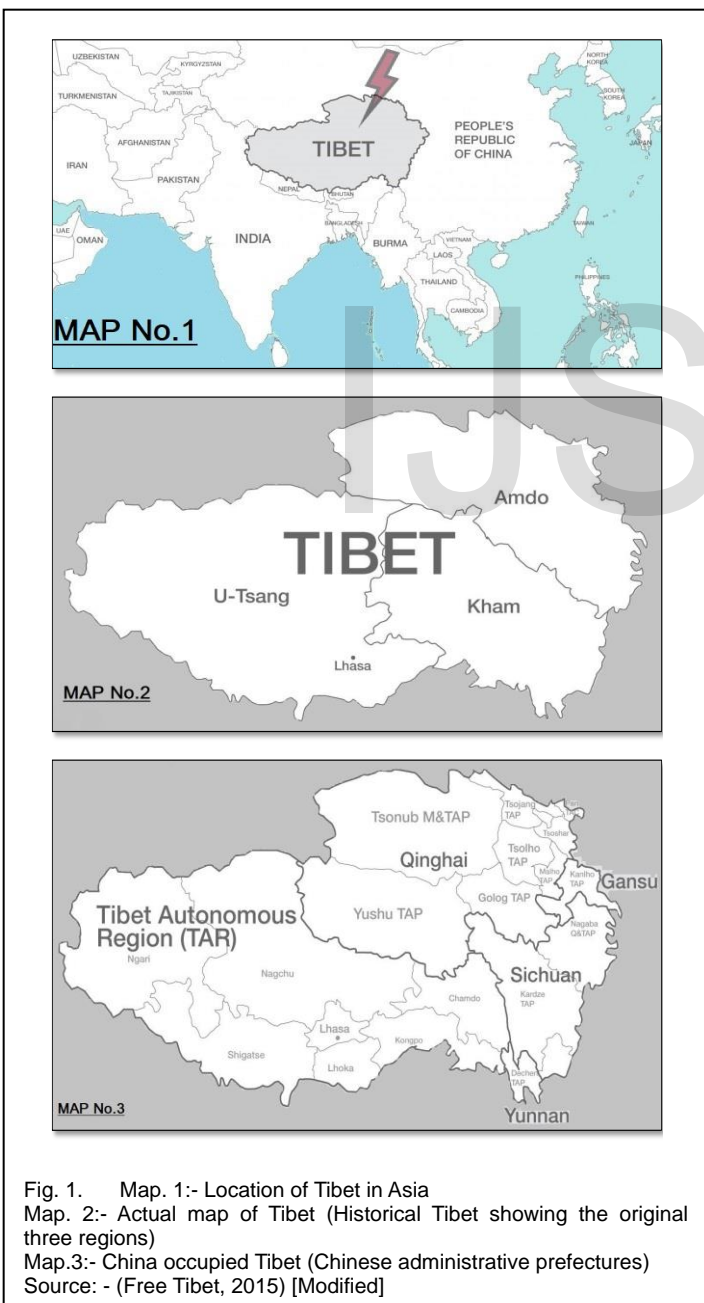 UZBEKISTAN
KYRGYZSTAN
NORTH
KOREA
TURKMENISTAN
TAJIKISTAN
SOUTH
KOREA
TIBET
PEOPLE'S
REPUBLIC
OF CHINA
JAPAN
AFGHANISTAN
IRAN
PAKISTAN
NEPAL
BHUTAN
BANGLADESH
UAE
OMAN
INDIA
BURMA
VIETNAM
LAOS
TAIWAN
THAILAND
PHILIPPINES
CAMBODIA
MAP No.1
IJS
Amdo
TIBET
U-Tsang
Kham
Lhasa
MAP No.2
Tsonub M&TAP
Tsojang
TAP
Tsoshar
Tsolho
TAP
Qinghai
Malho
TAP
Kanlho
TAP
Gansu
Golog TAP
Yushu TAP
Tibet Autonomous
Region (TAR)
Ngari
Nagchu
Ngaba
Q&TAP
Sichuan
Kardze
TAP
Chamdo
Lhasa
Kongpo
Shigatse
Lhoka
Dechen
TAP
Yunnan
MAP No.3
Fig. 1. Map. 1:- Location of Tibet in Asia
Map. 2:- Actual map of Tibet (Historical Tibet showing the original
three regions)
Map.3:- China occupied Tibet (Chinese administrative prefectures)
Source: - (Free Tibet, 2015) [Modified]